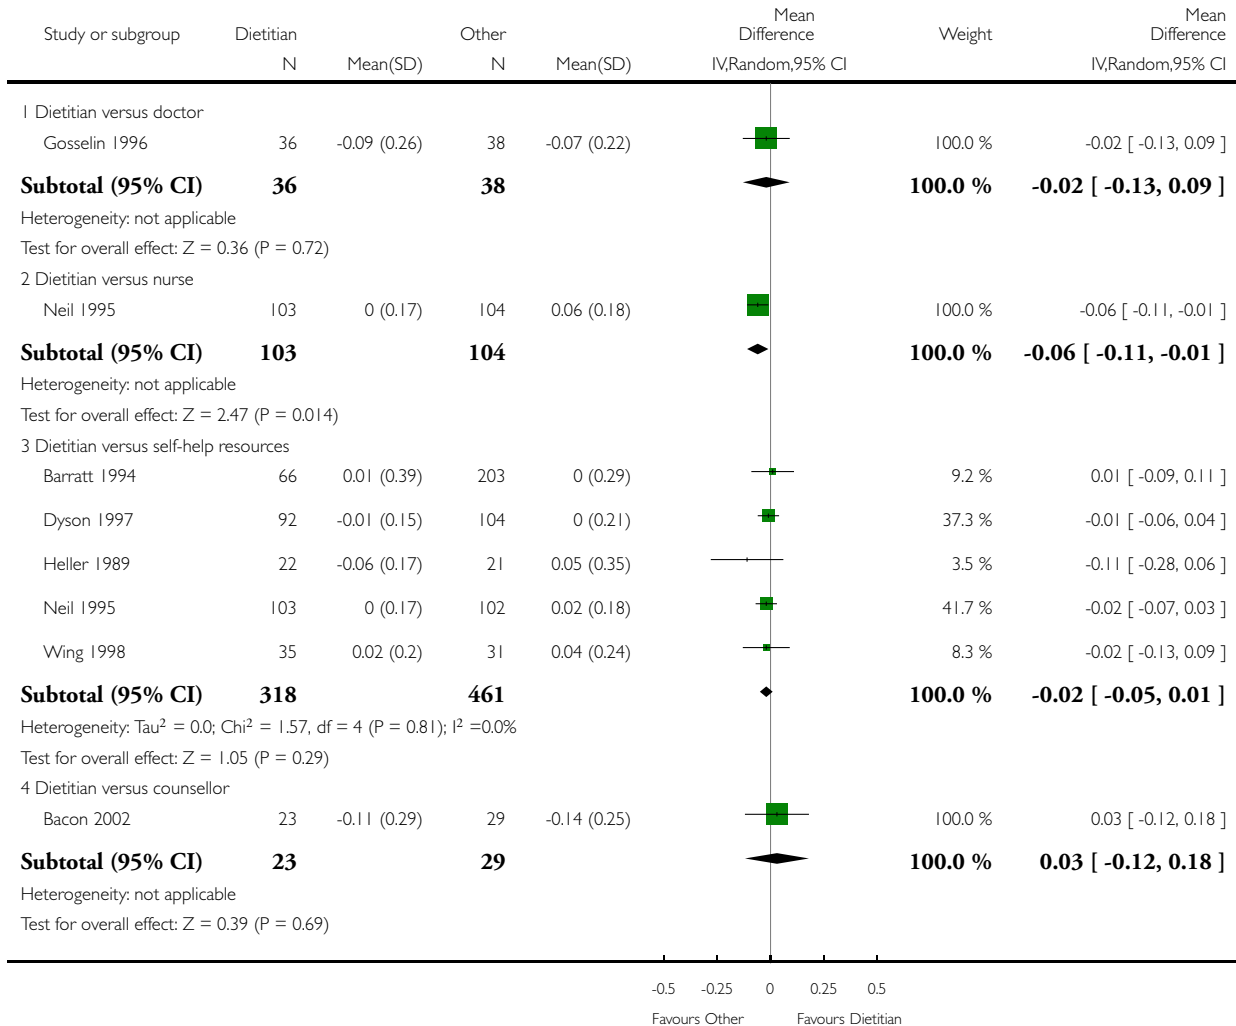 Study or subgroup Dietitian Other Mean Difference Weight Mean Difference
N Mean(SD) N Mean(SD) IV,Random,95% CI IV,Random,95% CI
1 Dietitian versus doctor
Gosselin 1996 36 -0.09 (0.26) 38 -0.07 (0.22) 100.0 % -0.02 [ -0.13, 0.09 ]
Subtotal (95% CI) 36 38 100.0 % -0.02 [ -0.13, 0.09 ]
Heterogeneity: not applicable
Test for overall effect: Z = 0.36 (P = 0.72)
2 Dietitian versus nurse
Neil 1995 103 0 (0.17) 104 0.06 (0.18) 100.0 % -0.06 [ -0.11, -0.01 ]
Subtotal (95% CI) 103 104 100.0 % -0.06 [ -0.11, -0.01 ]
Heterogeneity: not applicable
Test for overall effect: Z = 2.47 (P = 0.014)
3 Dietitian versus self-help resources
Barratt 1994 66 0.01 (0.39) 203 0 (0.29) 9.2 % 0.01 [ -0.09, 0.11 ]
Dyson 1997 92 -0.01 (0.15) 104 0 (0.21) 37.3 % -0.01 [ -0.06, 0.04 ]
Heller 1989 22 -0.06 (0.17) 21 0.05 (0.35) 3.5 % -0.11 [ -0.28, 0.06 ]
Neil 1995 103 0 (0.17) 102 0.02 (0.18) 41.7 % -0.02 [ -0.07, 0.03 ]
Wing 1998 35 0.02 (0.2) 31 0.04 (0.24) 8.3 % -0.02 [ -0.13, 0.09 ]
Subtotal (95% CI) 318 461 100.0 % -0.02 [ -0.05, 0.01 ]
Heterogeneity: Tau² = 0.0; Chi² = 1.57, df = 4 (P = 0.81); I² =0.0%
Test for overall effect: Z = 1.05 (P = 0.29)
4 Dietitian versus counsellor
Bacon 2002 23 -0.11 (0.29) 29 -0.14 (0.25) 100.0 % 0.03 [ -0.12, 0.18 ]
Subtotal (95% CI) 23 29 100.0 % 0.03 [ -0.12, 0.18 ]
Heterogeneity: not applicable
Test for overall effect: Z = 0.39 (P = 0.69)
-0.5 -0.25 0 0.25 0.5
Favours Other Favours Dietitian